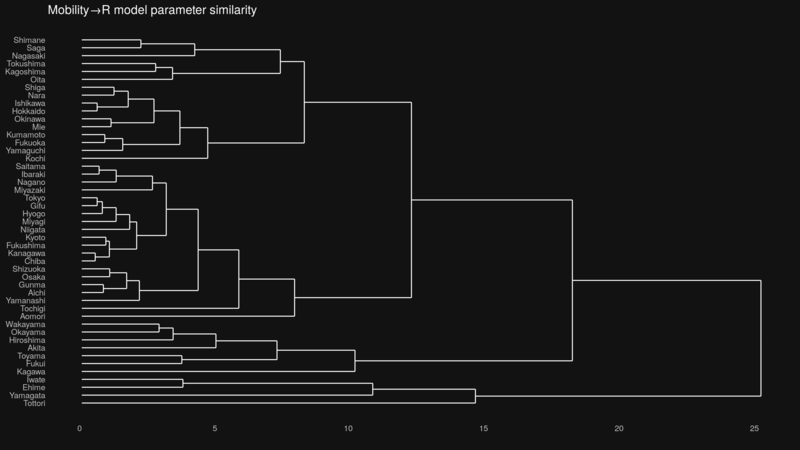 Mobility→R model parameter similarity
Shimane
Saga
Nagasaki
Tokushima
Kagoshima
Oita
Shiga
Nara
Ishikawa
Hokkaido
Okinawa
Mie
Kumamoto
Fukuoka
Yamaguchi
Kochi
Saitama
Ibaraki
Nagano
Miyazaki
Tokyo
Gifu
Hyogo
Miyagi
Niigata
Kyoto
Fukushima
Kanagawa
Chiba
Shizuoka
Osaka
Gunma
Aichi
Yamanashi
Tochigi
Aomori
Wakayama
Okayama
Hiroshima
Akita
Toyama
Fukui
Kagawa
Iwate
Ehime
Yamagata
Tottori
0 5 10 15 20 25